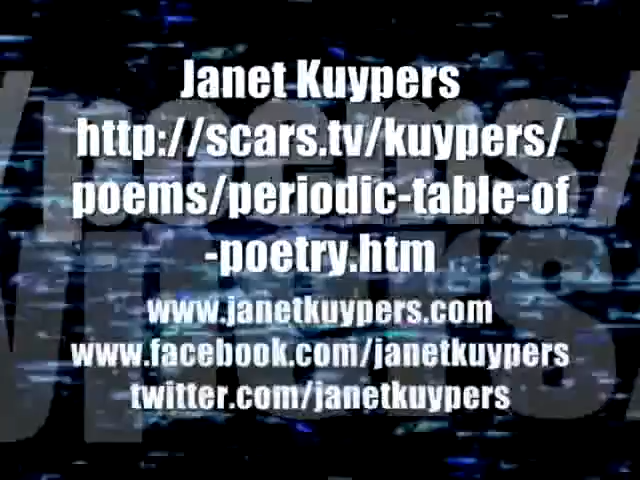 Janet Kuypers
http://scars.tv/kuypers/
poems/periodic-table-of
-poetry.htm
www.janetkuypers.com
www.facebook.com/janetkuypers
twitter.com/janetkuypers